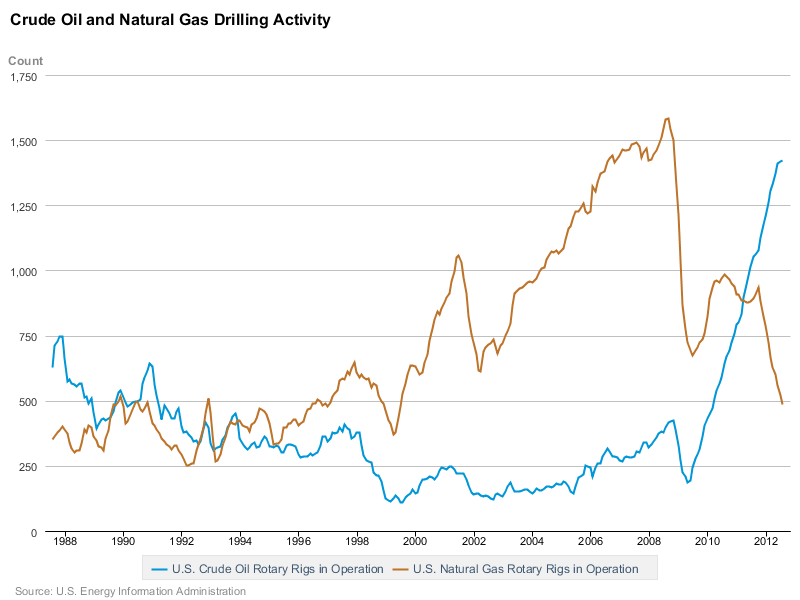 Crude Oil and Natural Gas Drilling Activity
Count
1,750
1,500
1,250
1,000
750
500
250
0
1988 1990 1992 1994 1996 1998 2000 2002 2004 2006 2008 2010 2012
U.S. Crude Oil Rotary Rigs in Operation U.S. Natural Gas Rotary Rigs in Operation
Source: U.S. Energy Information Administration